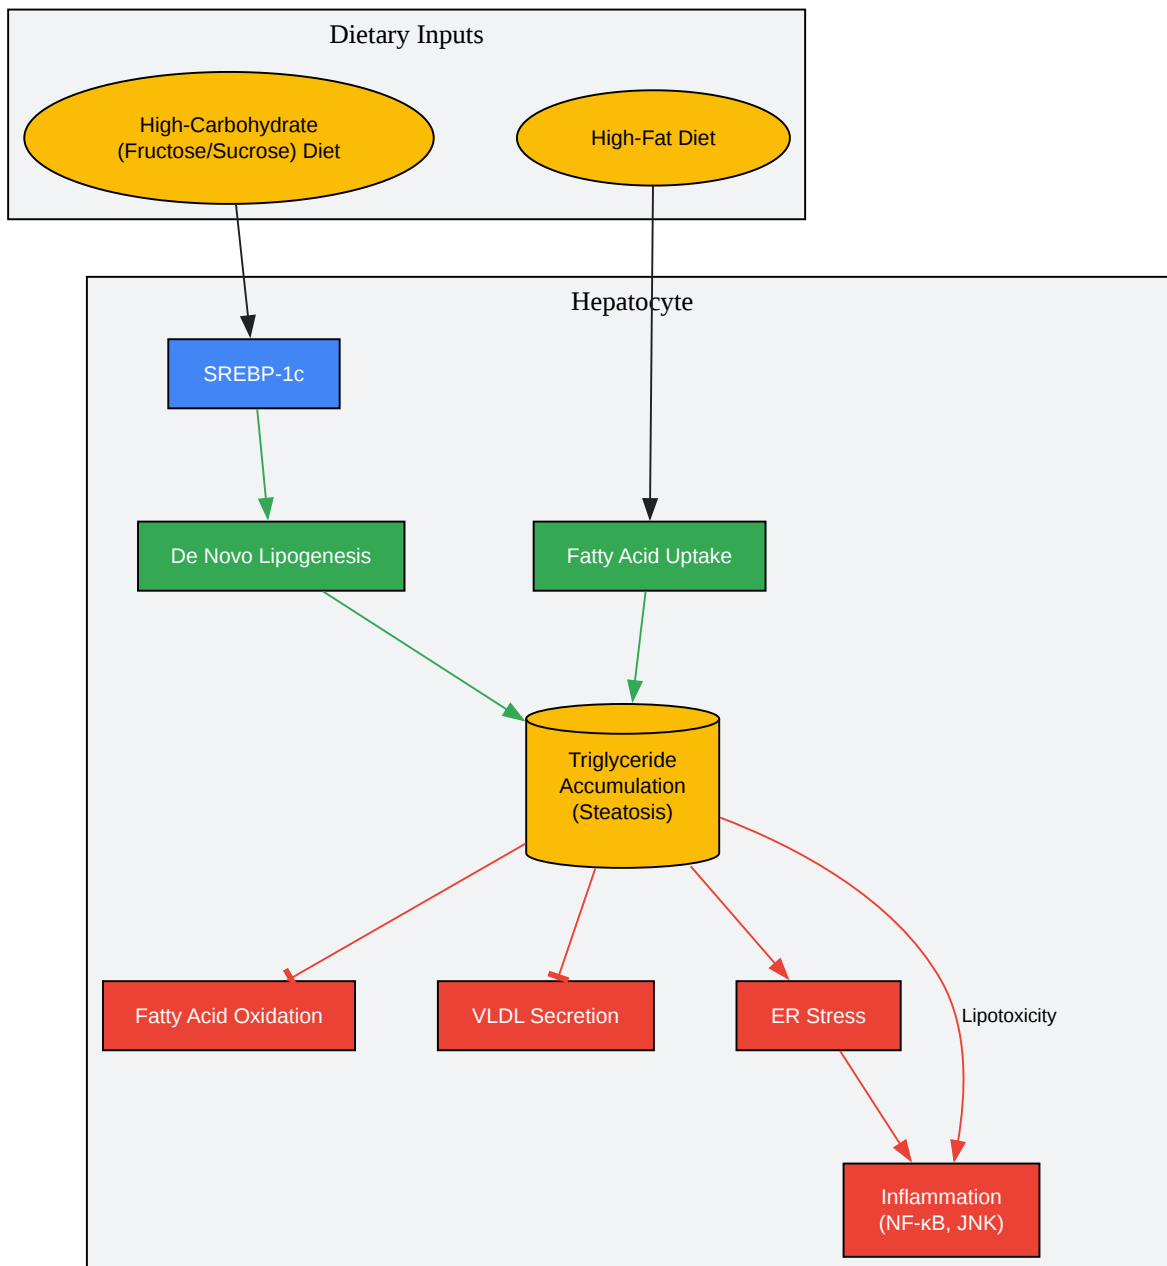 Dietary Inputs
High-Carbohydrate
(Fructose/Sucrose) Diet
High-Fat Diet
Hepatocyte
SREBP-1c
De Novo Lipogenesis
Fatty Acid Uptake
Triglyceride
Accumulation
(Steatosis)
Fatty Acid Oxidation
VLDL Secretion
ER Stress
Lipotoxicity
Inflammation
(NF-κB, JNK)